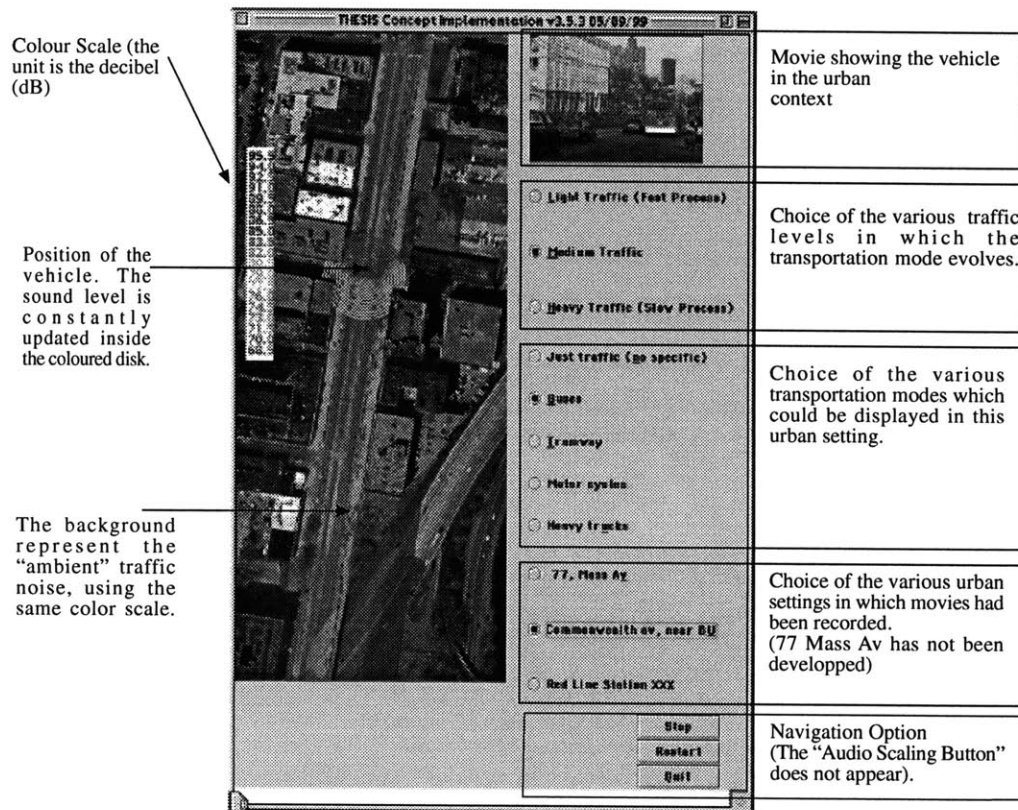 THESIS Concept Implementation v3.5.3 05/09/99
Colour Scale (the
unit is the decibel
(dB)
Position of the
vehicle. The
sound level is
constantly
updated inside
the coloured disk.
The background
represent the
“ambient” traffic
noise, using the
same color scale.
Movie showing the vehicle
in the urban
context
Light Traffic (Fast Process)
Medium Traffic
Heavy Traffic (Slow Process)
Choice of the various traffic
levels in which the
transportation mode evolves.
Just traffic (no specific)
Buses
Tramway
Motor cycles
Heavy trucks
Choice of the various
transportation modes which
could be displayed in this
urban setting.
77, Mass Av
Commonwealth av, near BU
Red Line Station XXX
Choice of the various urban
settings in which movies had
been recorded.
(77 Mass Av has not been
developped)
Stop
Restart
Quit
Navigation Option
(The “Audio Scaling Button”
does not appear).